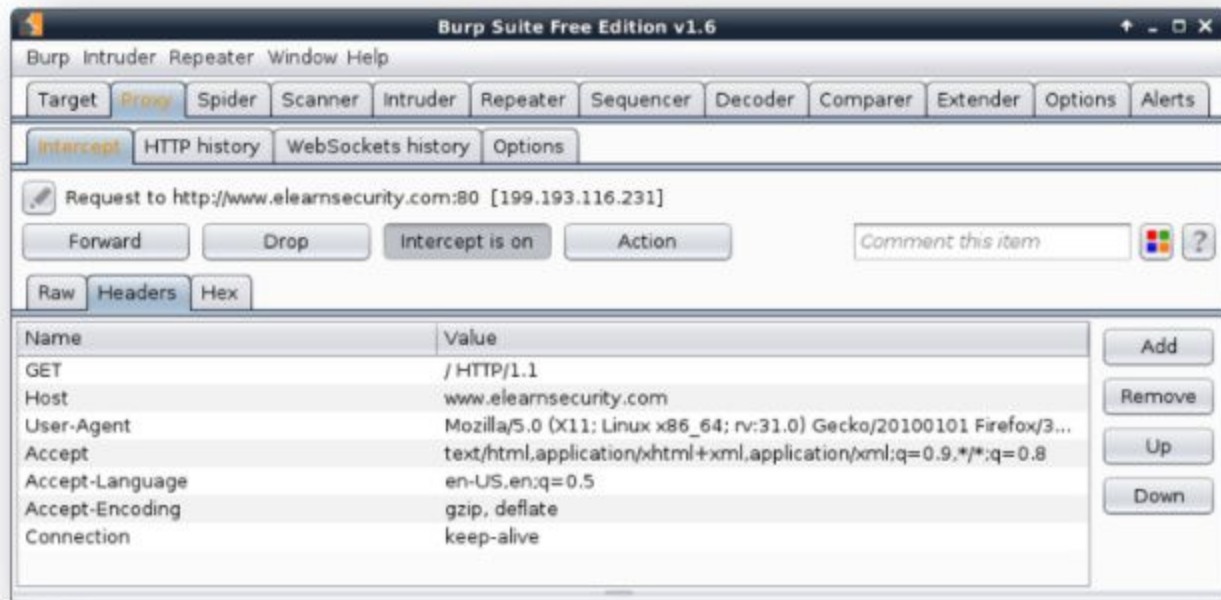 Burp Suite Free Edition v1.6
Burp Intruder Repeater Window Help
Target Proxy Spider Scanner Intruder Repeater Sequencer Decoder Comparer Extender Options Alerts
Intercept HTTP history WebSockets history Options
Request to http://www.elearnsecurity.com:80 [199.193.116.231]
Forward Drop Intercept is on Action Comment this item ?
Raw Headers Hex
Name Value Add
GET / HTTP/1.1
Host www.elearnsecurity.com Remove
User-Agent Mozilla/5.0 (X11; Linux x86_64; rv:31.0) Gecko/20100101 Firefox/3...
Accept text/html,application/xhtml+xml,application/xml;q=0.9,*/*;q=0.8 Up
Accept-Language en-US,en;q=0.5
Accept-Encoding gzip, deflate Down
Connection keep-alive